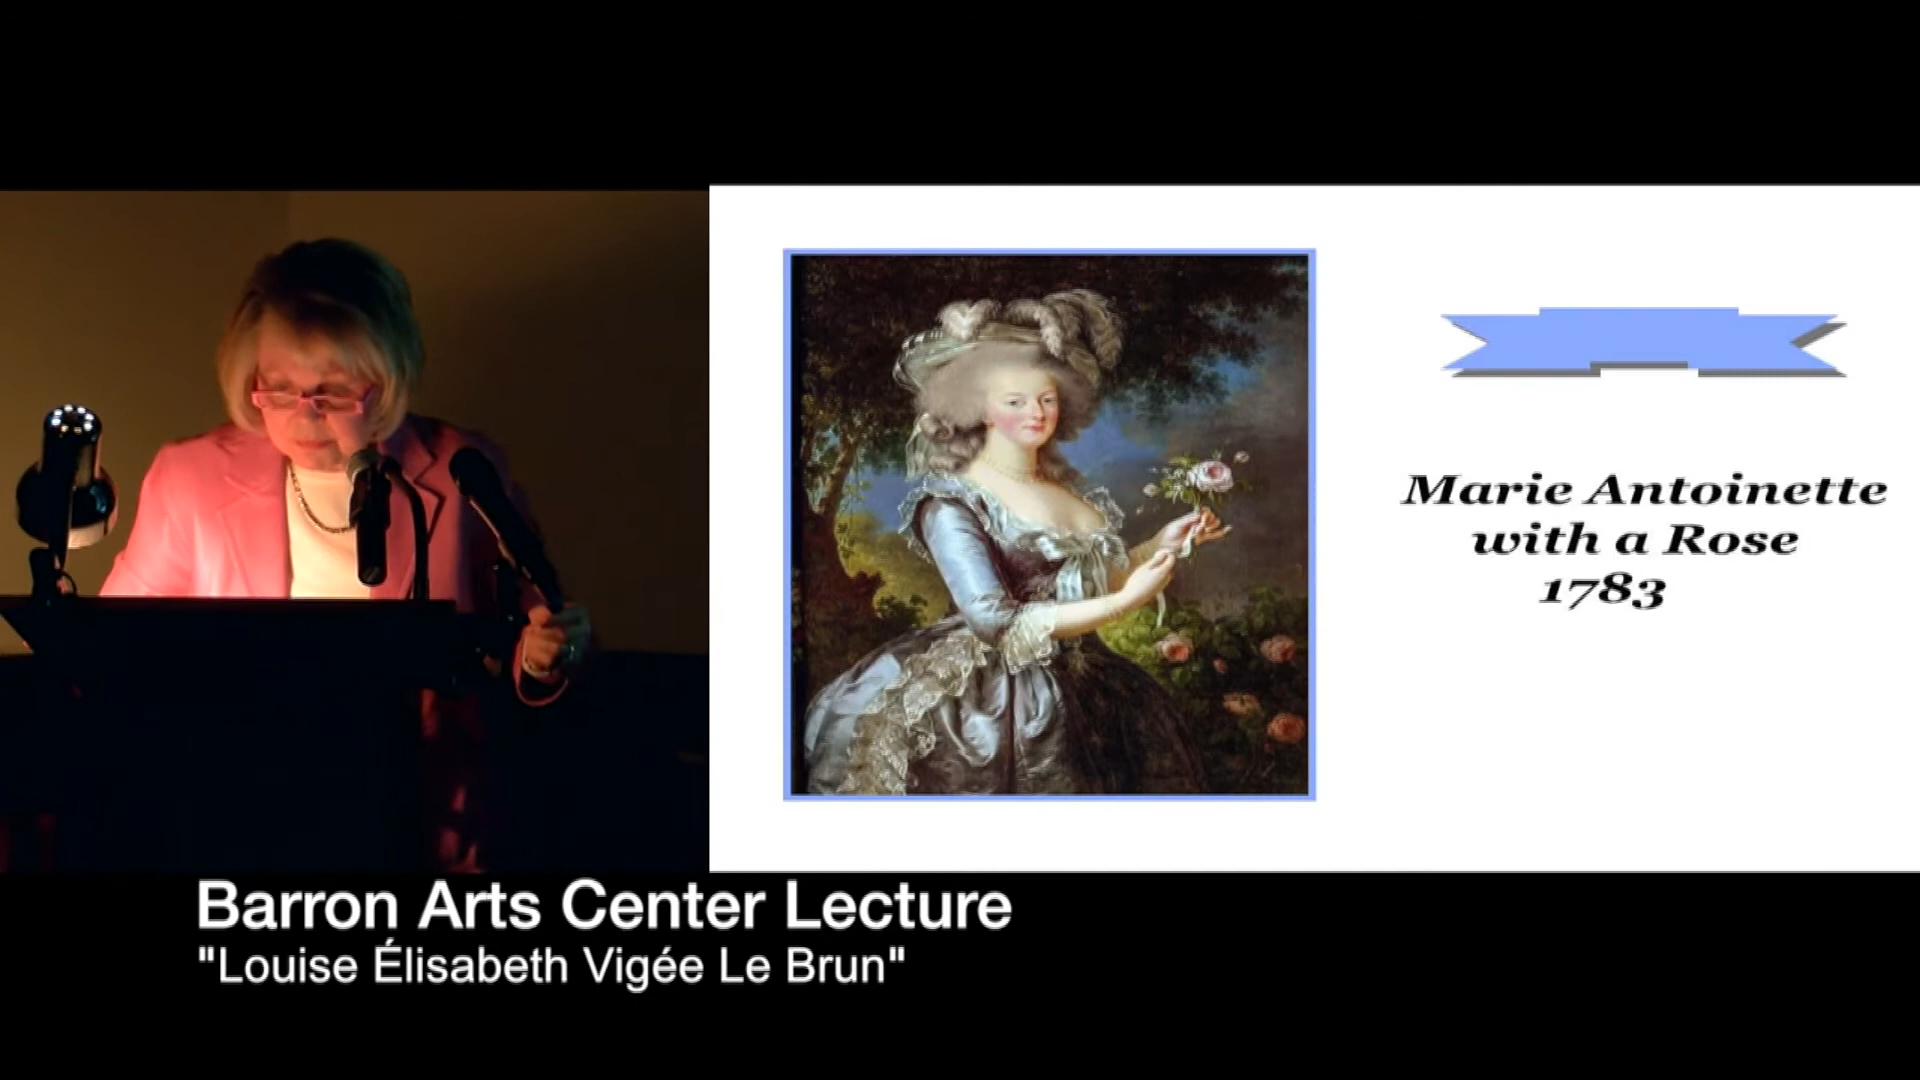 Marie Antoinette
with a Rose
1783
Barron Arts Center Lecture
"Louise Élisabeth Vigée Le Brun"